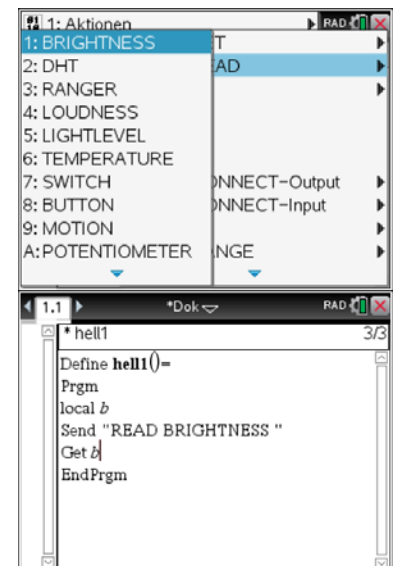 1: Aktionen RAD
1: BRIGHTNESS
2: DHT
3: RANGER
4: LOUDNESS
5: LIGHTLEVEL
6: TEMPERATURE
7: SWITCH
8: BUTTON
9: MOTION
A: POTENTIOMETER
T
AD
NNECT-Output
NNECT-Input
NGE
1.1 *Dok RAD
* hell1 3/3
Define hell1()=
Prgm
local b
Send "READ BRIGHTNESS "
Get b
EndPrgm